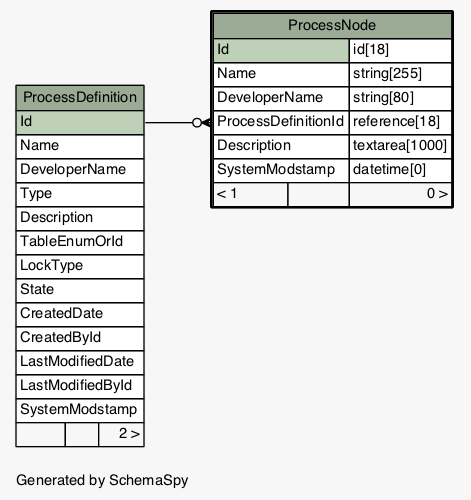 ProcessNode
Id id[18]
Name string[255]
DeveloperName string[80]
ProcessDefinitionId reference[18]
Description textarea[1000]
SystemModstamp datetime[0]
< 1 0 >
ProcessDefinition
Id
Name
DeveloperName
Type
Description
TableEnumOrId
LockType
State
CreatedDate
CreatedById
LastModifiedDate
LastModifiedById
SystemModstamp
2 >
Generated by SchemaSpy